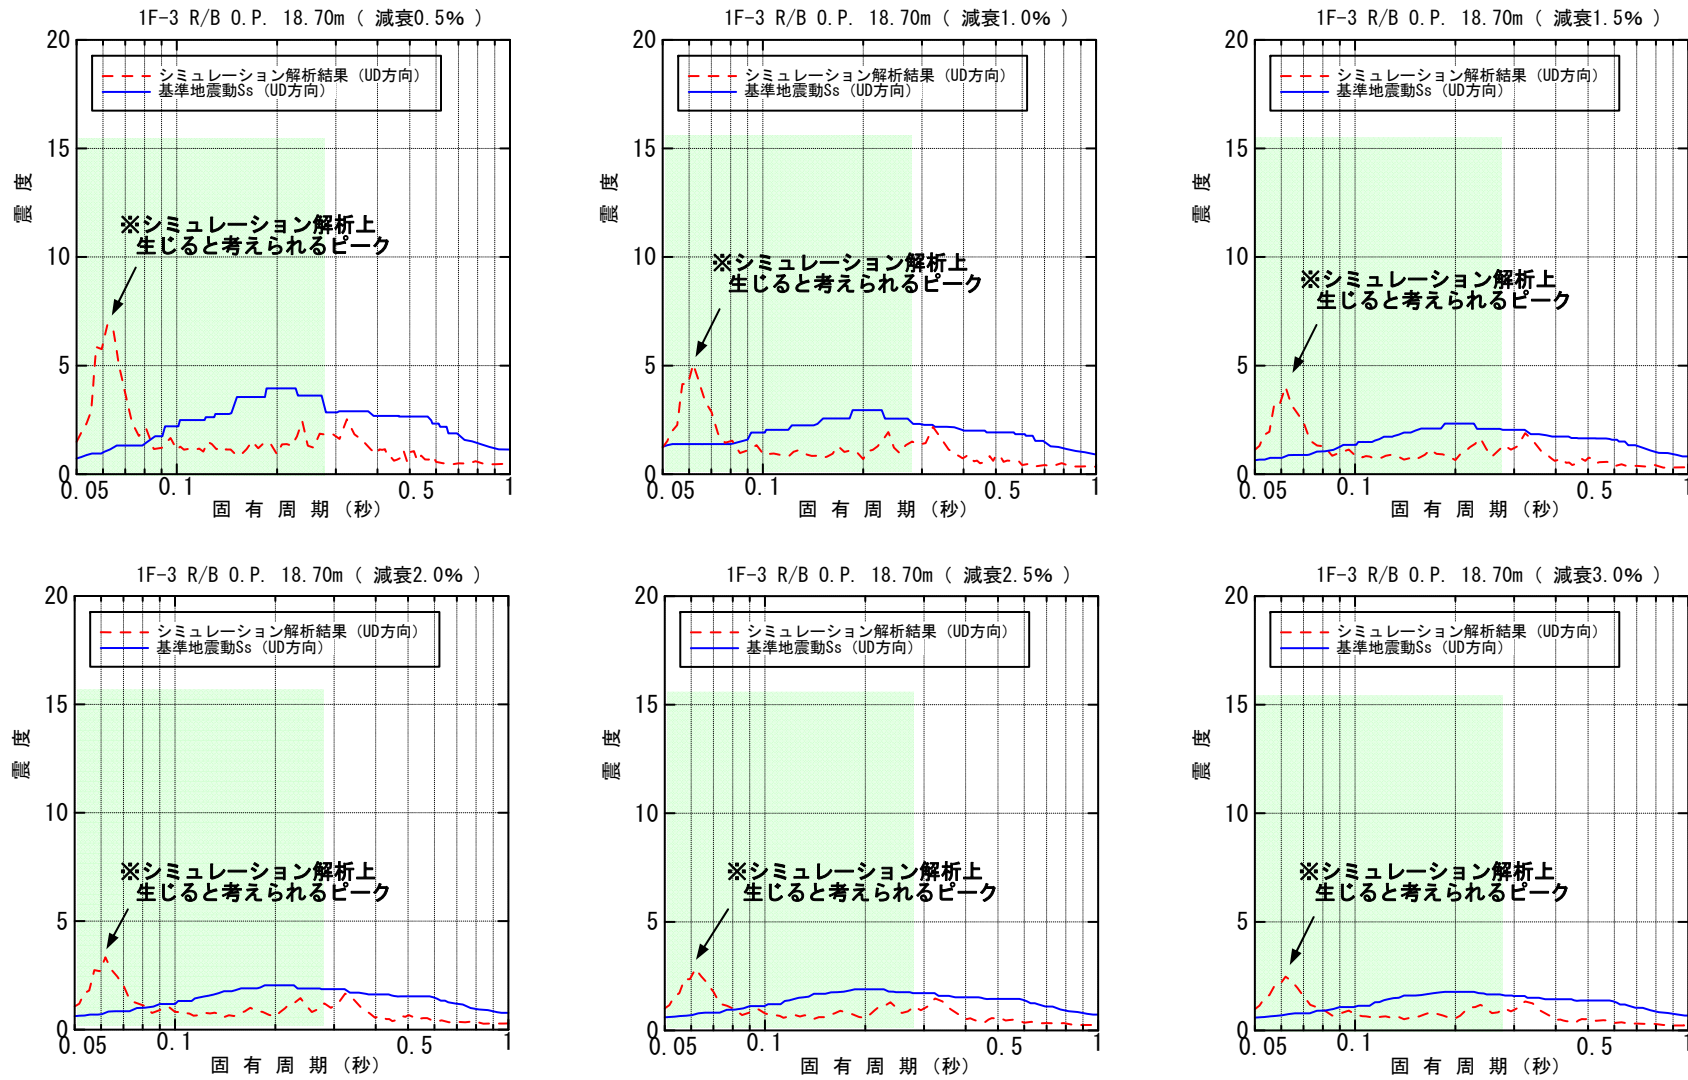 1F-3 R/B O.P. 18.70m ( 減衰0.5% )
20
シミュレーション解析結果 (UD方向)
基準地震動Ss (UD方向)
15
震 度
※シミュレーション解析上
生じると考えられるピーク
10
5
0
0.05 0.1 0.5 1
固 有 周 期 (秒)
1F-3 R/B O.P. 18.70m ( 減衰1.0% )
20
シミュレーション解析結果 (UD方向)
基準地震動Ss (UD方向)
15
震 度
10
※シミュレーション解析上
生じると考えられるピーク
5
0
0.05 0.1 0.5 1
固 有 周 期 (秒)
1F-3 R/B O.P. 18.70m ( 減衰1.5% )
20
シミュレーション解析結果 (UD方向)
基準地震動Ss (UD方向)
15
震 度
10
※シミュレーション解析上
生じると考えられるピーク
5
0
0.05 0.1 0.5 1
固 有 周 期 (秒)
1F-3 R/B O.P. 18.70m ( 減衰2.0% )
20
シミュレーション解析結果 (UD方向)
基準地震動Ss (UD方向)
15
震 度
10
※シミュレーション解析上
生じると考えられるピーク
5
0
0.05 0.1 0.5 1
固 有 周 期 (秒)
1F-3 R/B O.P. 18.70m ( 減衰2.5% )
20
シミュレーション解析結果 (UD方向)
基準地震動Ss (UD方向)
15
震 度
10
※シミュレーション解析上
生じると考えられるピーク
5
0
0.05 0.1 0.5 1
固 有 周 期 (秒)
1F-3 R/B O.P. 18.70m ( 減衰3.0% )
20
シミュレーション解析結果 (UD方向)
基準地震動Ss (UD方向)
15
震 度
10
※シミュレーション解析上
生じると考えられるピーク
5
0
0.05 0.1 0.5 1
固 有 周 期 (秒)